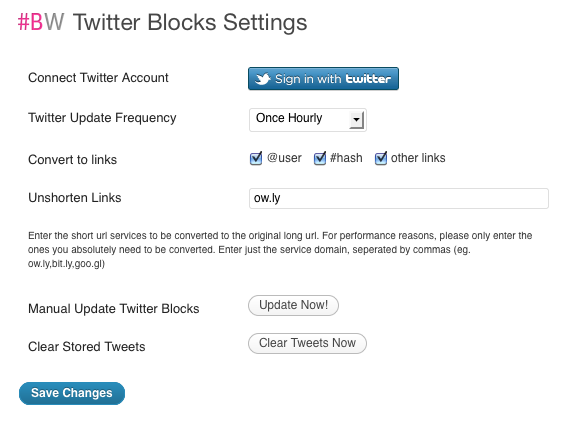 #BW Twitter Blocks Settings
Connect Twitter Account Sign in with twitter
Twitter Update Frequency Once Hourly
Convert to links @user #hash other links
Unshorten Links ow.ly
Enter the short url services to be converted to the original long url. For performance reasons, please only enter the
ones you absolutely need to be converted. Enter just the service domain, seperated by commas (eg.
ow.ly,bit.ly,goo.gl)
Manual Update Twitter Blocks Update Now!
Clear Stored Tweets Clear Tweets Now
Save Changes